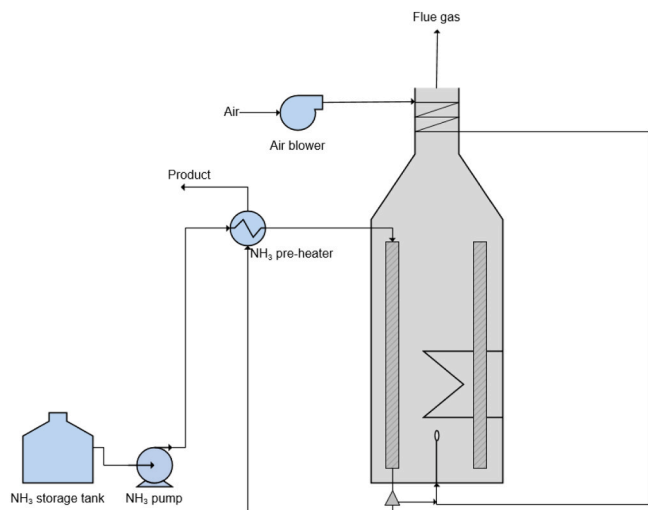 Flue gas
Air
Air blower
Product
NH₃ pre-heater
NH₃ storage tank
NH₃ pump